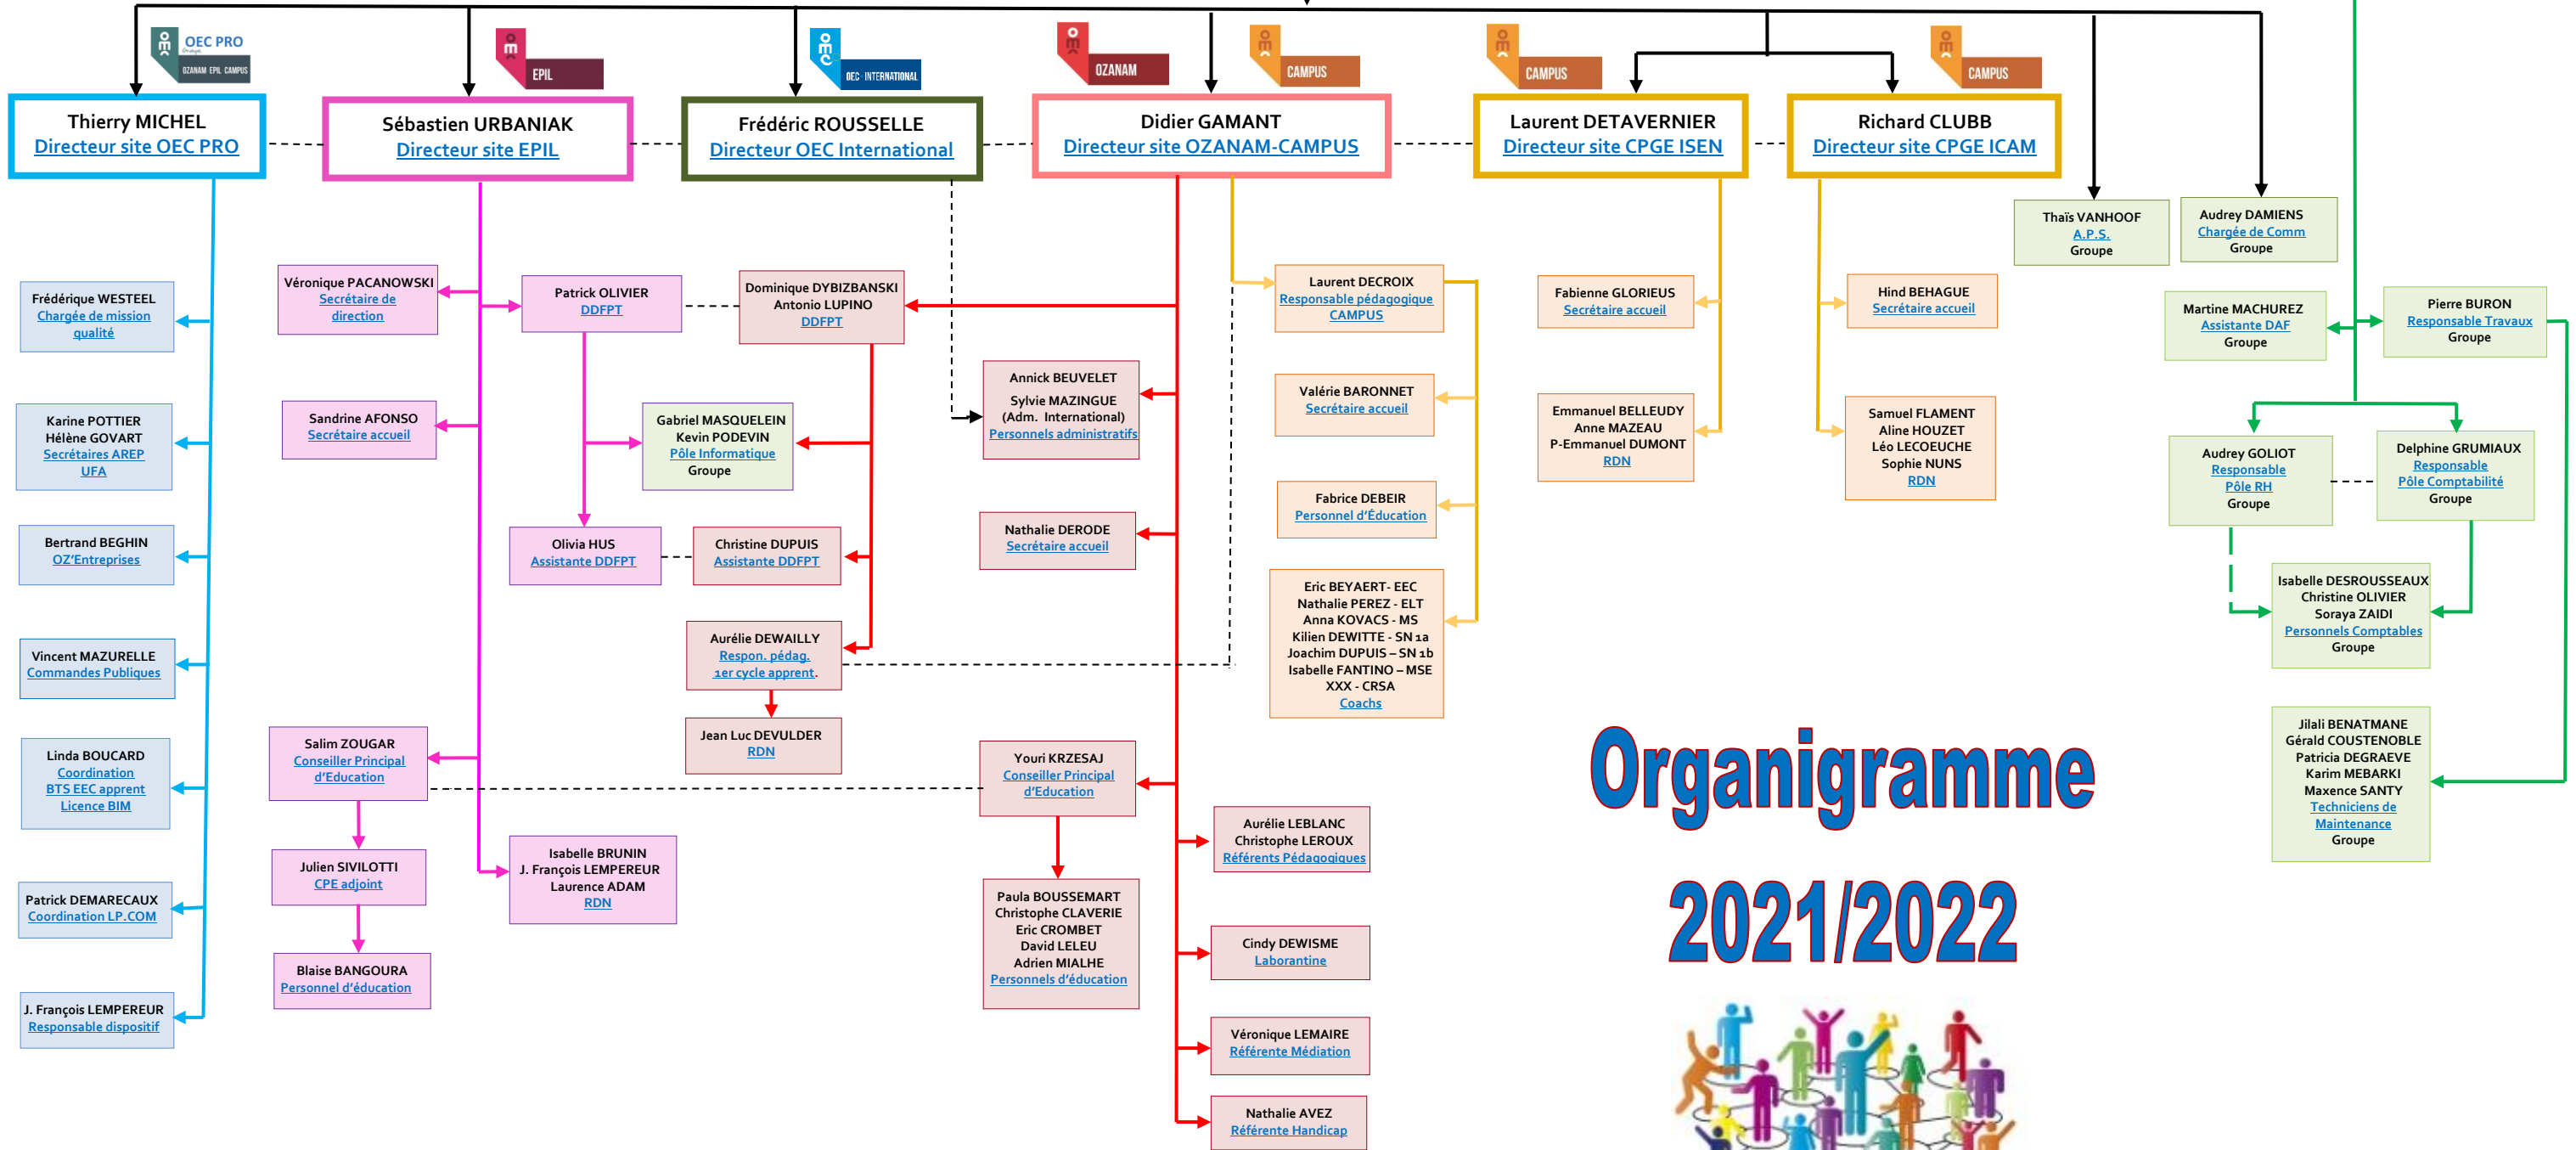 OEC PRO
Groupe
OZANAM EPIL CAMPUS
oec
EPIL
oec
OEC - INTERNATIONAL
oec
OZANAM
oec
CAMPUS
oec
CAMPUS
oec
CAMPUS
Thierry MICHEL
Directeur site OEC PRO
Sébastien URBANIAK
Directeur site EPIL
Frédéric ROUSSELLE
Directeur OEC International
Didier GAMANT
Directeur site OZANAM-CAMPUS
Laurent DETAVERNIER
Directeur site CPGE ISEN
Richard CLUBB
Directeur site CPGE ICAM
Thaïs VANHOOF
A.P.S.
Groupe
Audrey DAMIENS
Chargée de Comm
Groupe
Frédérique WESTEEL
Chargée de mission
qualité
Karine POTTIER
Hélène GOVART
Secrétaires AREP
UFA
Bertrand BEGHIN
OZ'Entreprises
Vincent MAZURELLE
Commandes Publiques
Linda BOUCARD
Coordination
BTS EEC apprent
Licence BIM
Patrick DEMARECAUX
Coordination LP.COM
J. François LEMPEREUR
Responsable dispositif
Véronique PACANOWSKI
Secrétaire de
direction
Sandrine AFONSO
Secrétaire accueil
Salim ZOUGAR
Conseiller Principal
d'Education
Julien SIVILOTTI
CPE adjoint
Blaise BANGOURA
Personnel d'éducation
Patrick OLIVIER
DDFPT
Dominique DYBIZBANSKI
Antonio LUPINO
DDFPT
Gabriel MASQUELEIN
Kevin PODEVIN
Pôle Informatique
Groupe
Olivia HUS
Assistante DDFPT
Christine DUPUIS
Assistante DDFPT
Aurélie DEWAILLY
Respon. pédag.
1er cycle apprent.
Jean Luc DEVULDER
RDN
Isabelle BRUNIN
J. François LEMPEREUR
Laurence ADAM
RDN
Annick BEUVELET
Sylvie MAZINGUE
(Adm. International)
Personnels administratifs
Nathalie DERODE
Secrétaire accueil
Youri KRZESAJ
Conseiller Principal
d'Education
Paula BOUSSEMART
Christophe CLAVERIE
Eric CROMBET
David LELEU
Adrien MIALHE
Personnels d'éducation
Aurélie LEBLANC
Christophe LEROUX
Référents Pédagogiques
Cindy DEWISME
Laborantine
Véronique LEMAIRE
Référente Médiation
Nathalie AVEZ
Référente Handicap
Laurent DECROIX
Responsable pédagogique
CAMPUS
Valérie BARONNET
Secrétaire accueil
Fabrice DEBEIR
Personnel d'Éducation
Eric BEYAERT- EEC
Nathalie PEREZ - ELT
Anna KOVACS - MS
Kilien DEWITTE - SN 1a
Joachim DUPUIS – SN 1b
Isabelle FANTINO – MSE
XXX - CRSA
Coachs
Fabienne GLORIEUS
Secrétaire accueil
Emmanuel BELLEUDY
Anne MAZEAU
P-Emmanuel DUMONT
RDN
Hind BEHAGUE
Secrétaire accueil
Samuel FLAMENT
Aline HOUZET
Léo LECOEUCHE
Sophie NUNS
RDN
Martine MACHUREZ
Assistante DAF
Groupe
Pierre BURON
Responsable Travaux
Groupe
Audrey GOLIOT
Responsable
Pôle RH
Groupe
Delphine GRUMIAUX
Responsable
Pôle Comptabilité
Groupe
Isabelle DESROUSSEAUX
Christine OLIVIER
Soraya ZAIDI
Personnels Comptables
Groupe
Jilali BENATMANE
Gérald COUSTENOBLE
Patricia DEGRAEVE
Karim MEBARKI
Maxence SANTY
Techniciens de
Maintenance
Groupe
Organigramme
2021/2022